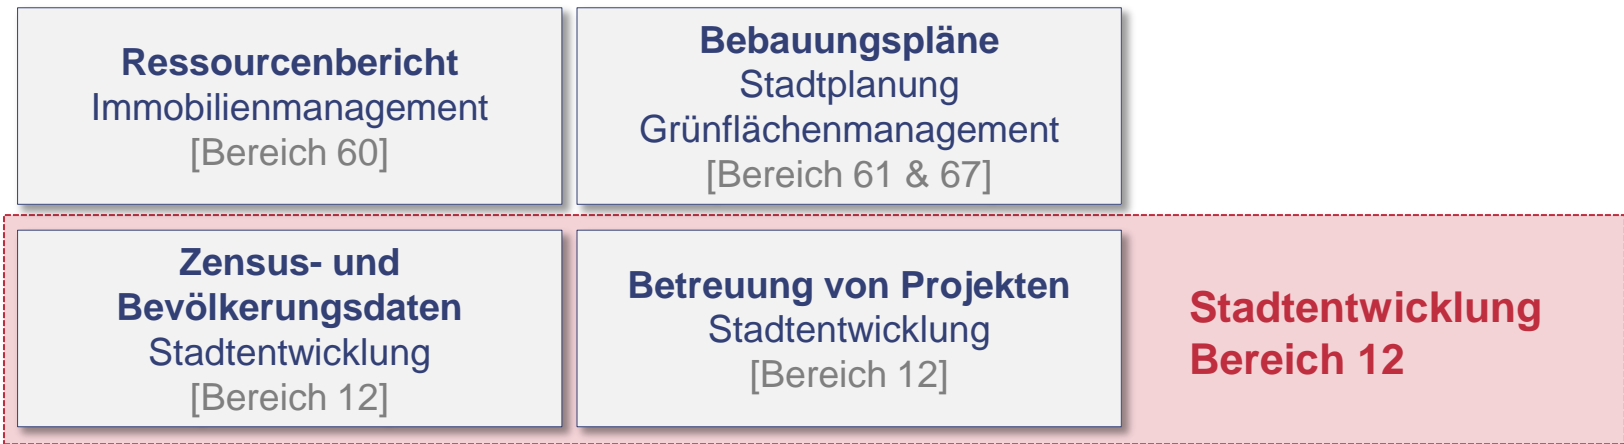 Ressourcenbericht
Immobilienmanagement
[Bereich 60]
Bebauungspläne
Stadtplanung
Grünflächenmanagement
[Bereich 61 & 67]
Zensus- und
Bevölkerungsdaten
Stadtentwicklung
[Bereich 12]
Betreuung von Projekten
Stadtentwicklung
[Bereich 12]
Stadtentwicklung
Bereich 12